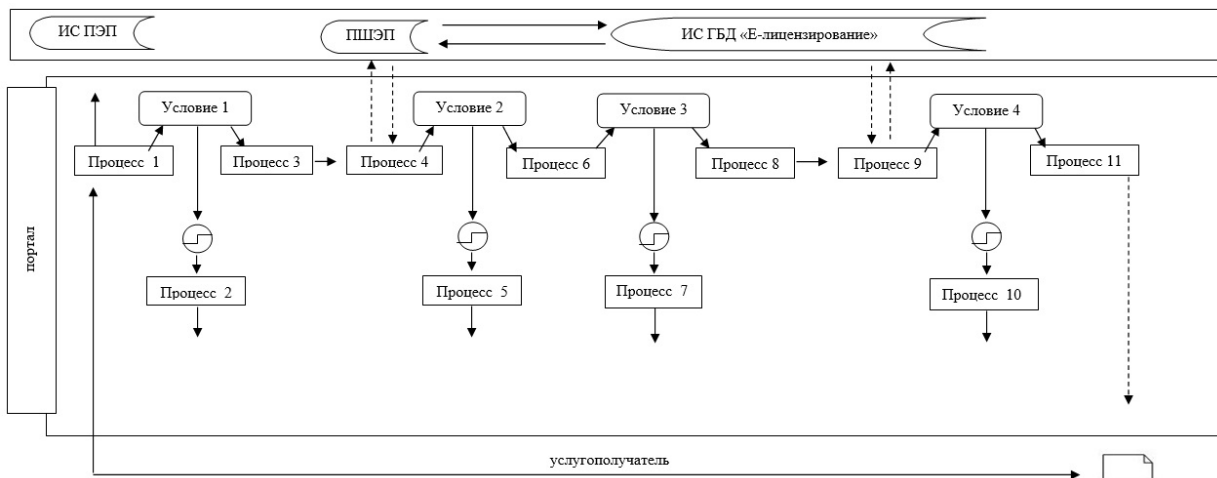 ИС ПЭП
ПШЭП
ИС ГБД «Е-лицензирование»
портал
Условие 1
Условие 2
Условие 3
Условие 4
Процесс 1
Процесс 3
Процесс 4
Процесс 6
Процесс 8
Процесс 9
Процесс 11
Процесс 2
Процесс 5
Процесс 7
Процесс 10
услугополучатель